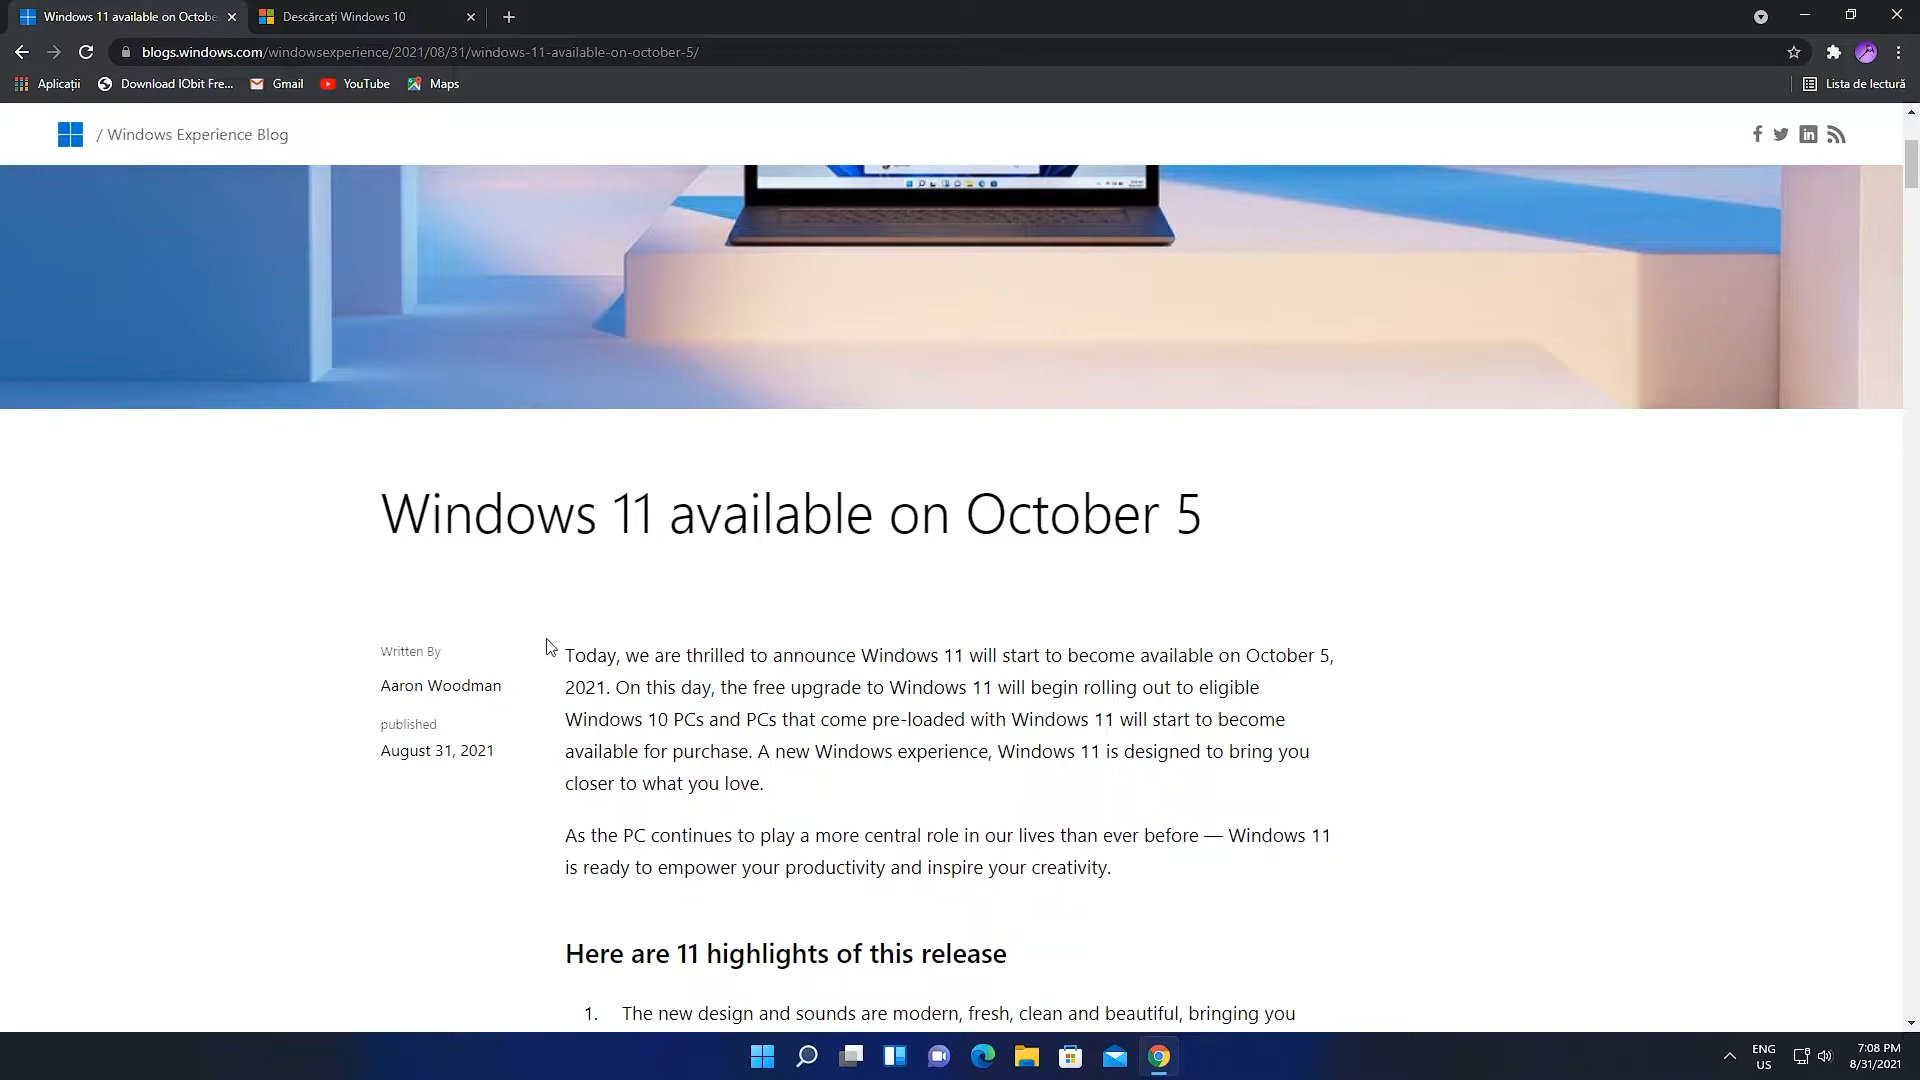 Windows 11 available on Octobe
Descărcați Windows 10
blogs.windows.com/windowsexperience/2021/08/31/windows-11-available-on-october-5/
Aplicații
Download IObit Fre...
Gmail
YouTube
Maps
Lista de lectură
/ Windows Experience Blog
Windows 11 available on October 5
Written By
Aaron Woodman
published
August 31, 2021
Today, we are thrilled to announce Windows 11 will start to become available on October 5,
2021. On this day, the free upgrade to Windows 11 will begin rolling out to eligible
Windows 10 PCs and PCs that come pre-loaded with Windows 11 will start to become
available for purchase. A new Windows experience, Windows 11 is designed to bring you
closer to what you love.
As the PC continues to play a more central role in our lives than ever before — Windows 11
is ready to empower your productivity and inspire your creativity.
Here are 11 highlights of this release
1. The new design and sounds are modern, fresh, clean and beautiful, bringing you
ENG
US
7:08 PM
8/31/2021